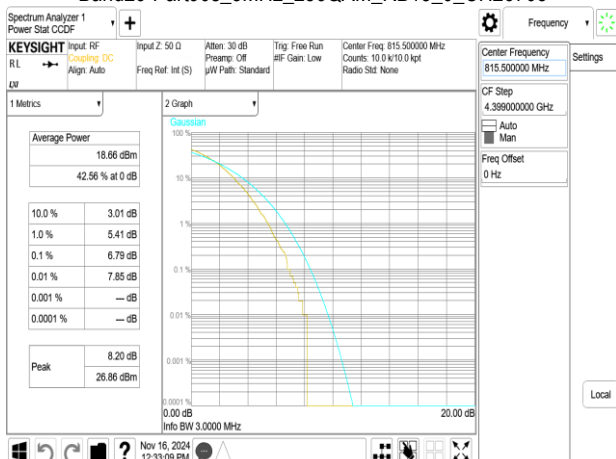 Spectrum Analyzer 1
Power Stat CCDF
Frequency
KEYSIGHT
RL
Input: RF
Coupling: DC
Align: Auto
Input Z: 50 Ω
Freq Ref: Int (S)
Atten: 30 dB
Preamp: Off
µW Path: Standard
Trig: Free Run
#IF Gain: Low
Center Freq: 815.500000 MHz
Counts: 10.0 k/10.0 kpt
Radio Std: None
Center Frequency
815.500000 MHz
Settings
CF Step
4.399000000 GHz
Auto
Man
Freq Offset
0 Hz
1 Metrics
Average Power
18.66 dBm
42.56 % at 0 dB
10.0 % 3.01 dB
1.0 % 5.41 dB
0.1 % 6.79 dB
0.01 % 7.85 dB
0.001 % --- dB
0.0001 % --- dB
Peak
8.20 dB
26.86 dBm
2 Graph
Gaussian
100 %
10 %
1 %
0.1 %
0.01 %
0.001 %
0.0001 %
0.00 dB 20.00 dB
Info BW 3.0000 MHz
Local
?
Nov 16, 2024
12:33:09 PM